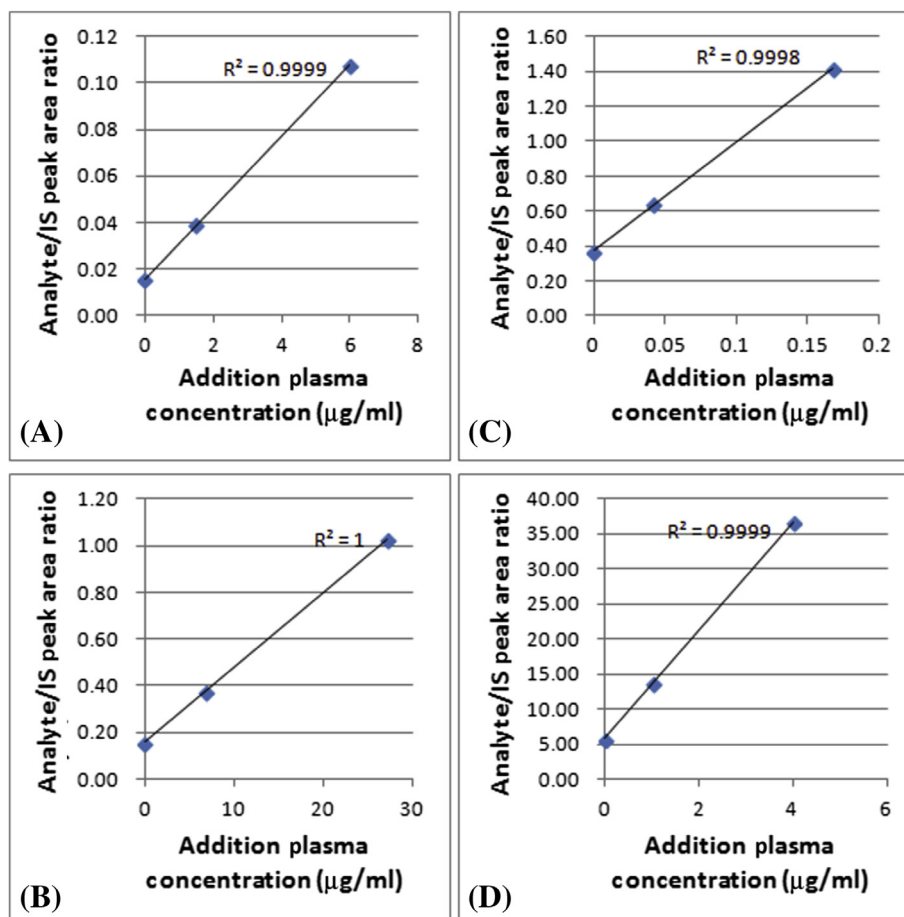 0.12
0.10
0.08
0.06
0.04
0.02
0.00
R² = 0.9999
0 2 4 6 8
Analyte/IS peak area ratio
Addition plasma
concentration (µg/ml)
(A)
1.60
1.40
1.20
1.00
0.80
0.60
0.40
0.20
0.00
R² = 0.9998
0 0.05 0.1 0.15 0.2
Analyte/IS peak area ratio
Addition plasma
concentration (µg/ml)
(C)
1.20
1.00
0.80
0.60
0.40
0.20
0.00
R² = 1
0 10 20 30
Analyte/IS peak area ratio
Addition plasma
concentration (µg/ml)
(B)
40.00
35.00
30.00
25.00
20.00
15.00
10.00
5.00
0.00
R² = 0.9999
0 2 4 6
Analyte/IS peak area ratio
Addition plasma
concentration (µg/ml)
(D)